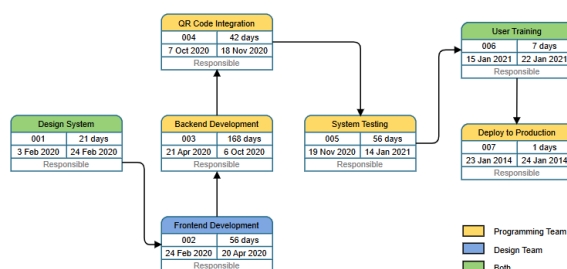 QR Code Integration
004 42 days
7 Oct 2020 18 Nov 2020
Responsible
User Training
006 7 days
15 Jan 2021 22 Jan 2021
Responsible
Design System
001 21 days
3 Feb 2020 24 Feb 2020
Responsible
Backend Development
003 168 days
21 Apr 2020 6 Oct 2020
Responsible
System Testing
005 56 days
19 Nov 2020 14 Jan 2021
Responsible
Deploy to Production
007 1 days
23 Jan 2014 24 Jan 2014
Responsible
Frontend Development
002 56 days
24 Feb 2020 20 Apr 2020
Responsible
Programming Team
Design Team
Both